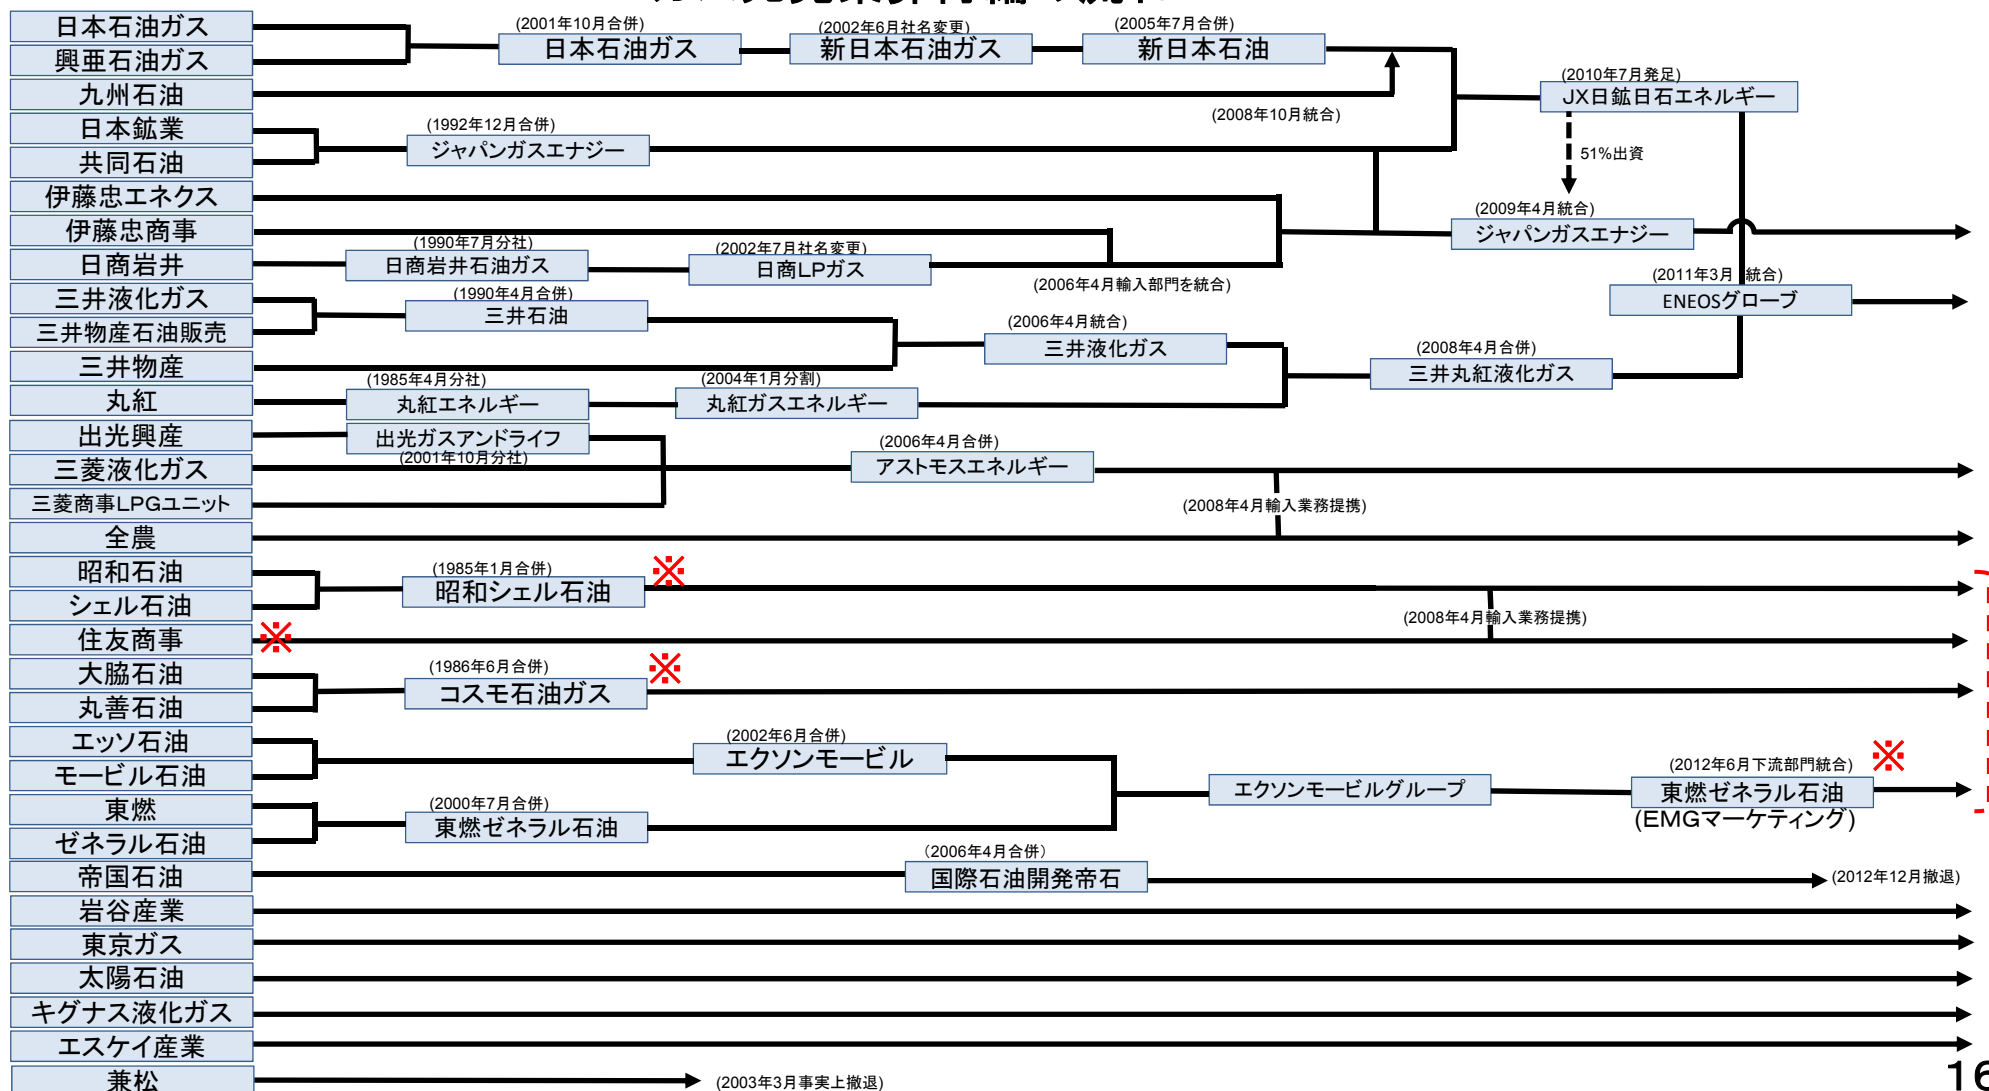 日本石油ガス
興亜石油ガス
九州石油
日本鉱業
共同石油
伊藤忠エネクス
伊藤忠商事
日商岩井
三井液化ガス
三井物産石油販売
三井物産
丸紅
出光興産
三菱液化ガス
三菱商事LPGユニット
全農
昭和石油
シェル石油
住友商事
※
大脇石油
丸善石油
エッソ石油
モービル石油
東燃
ゼネラル石油
帝国石油
岩谷産業
東京ガス
太陽石油
キグナス液化ガス
エスケイ産業
兼松
(2001年10月合併)
日本石油ガス
(2002年6月社名変更)
新日本石油ガス
(2005年7月合併)
新日本石油
(2008年10月統合)
(2010年7月発足)
JX日鉱日石エネルギー
51%出資
(1992年12月合併)
ジャパンガスエナジー
(2009年4月統合)
ジャパンガスエナジー
(1990年7月分社)
日商岩井石油ガス
(2002年7月社名変更)
日商LPガス
(2006年4月輸入部門を統合)
(2011年3月 統合)
ENEOSグローブ
(1990年4月合併)
三井石油
(2006年4月統合)
三井液化ガス
(2008年4月合併)
三井丸紅液化ガス
(1985年4月分社)
丸紅エネルギー
(2004年1月分割)
丸紅ガスエネルギー
出光ガスアンドライフ
(2001年10月分社)
(2006年4月合併)
アストモスエネルギー
(2008年4月輸入業務提携)
(1985年1月合併)
昭和シェル石油
※
(2008年4月輸入業務提携)
(1986年6月合併)
コスモ石油ガス
※
(2002年6月合併)
エクソンモービル
(2000年7月合併)
東燃ゼネラル石油
エクソンモービルグループ
(2012年6月下流部門統合)
※
東燃ゼネラル石油
(EMGマーケティング)
(2006年4月合併)
国際石油開発帝石
(2012年12月撤退)
(2003年3月事実上撤退)
16